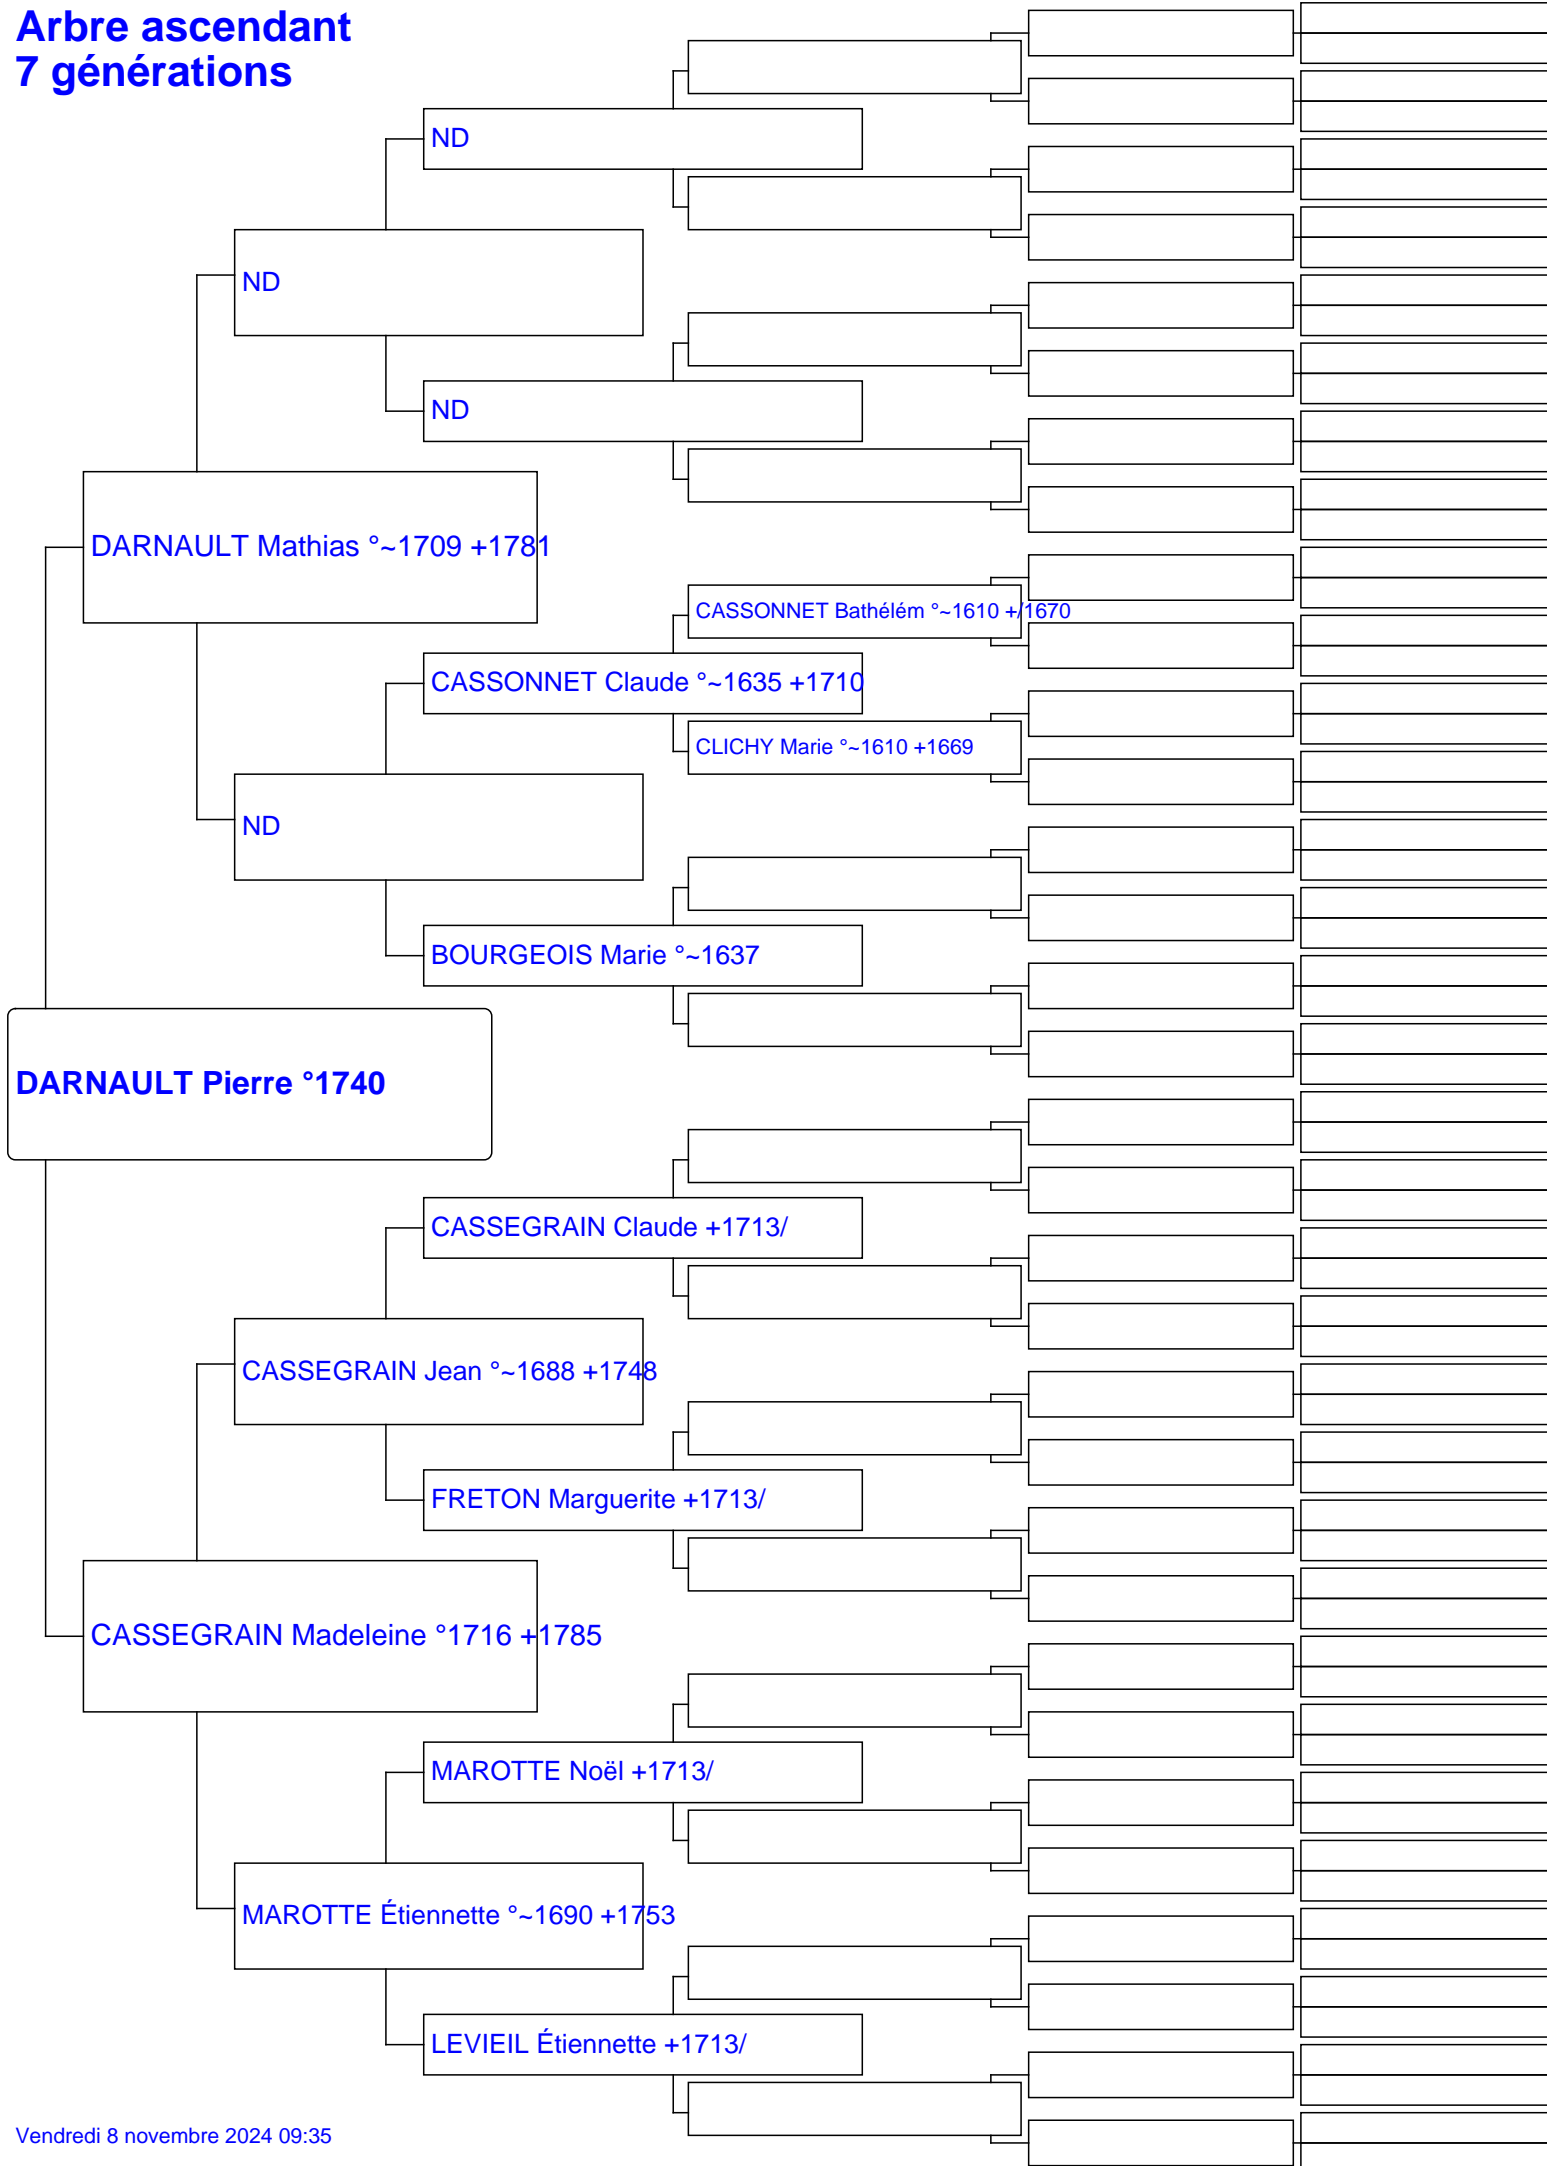 Arbre ascendant
7 générations
ND
ND
ND
DARNAULT Mathias °~1709 +1781
CASSONNET Bathélém °~1610 +/1670
CASSONNET Claude °~1635 +1710
CLICHY Marie °~1610 +1669
ND
BOURGEOIS Marie °~1637
DARNAULT Pierre °1740
CASSEGRAIN Claude +1713/
CASSEGRAIN Jean °~1688 +1748
FRETON Marguerite +1713/
CASSEGRAIN Madeleine °1716 +1785
MAROTTE Noël +1713/
MAROTTE Étiennette °~1690 +1753
LEVIEIL Étiennette +1713/
Vendredi 8 novembre 2024 09:35